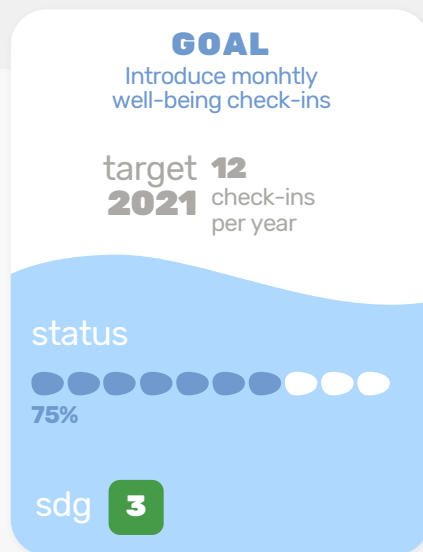 GOAL
Introduce monhtly
well-being check-ins
target 12
2021 check-ins
per year
status
75%
sdg 3